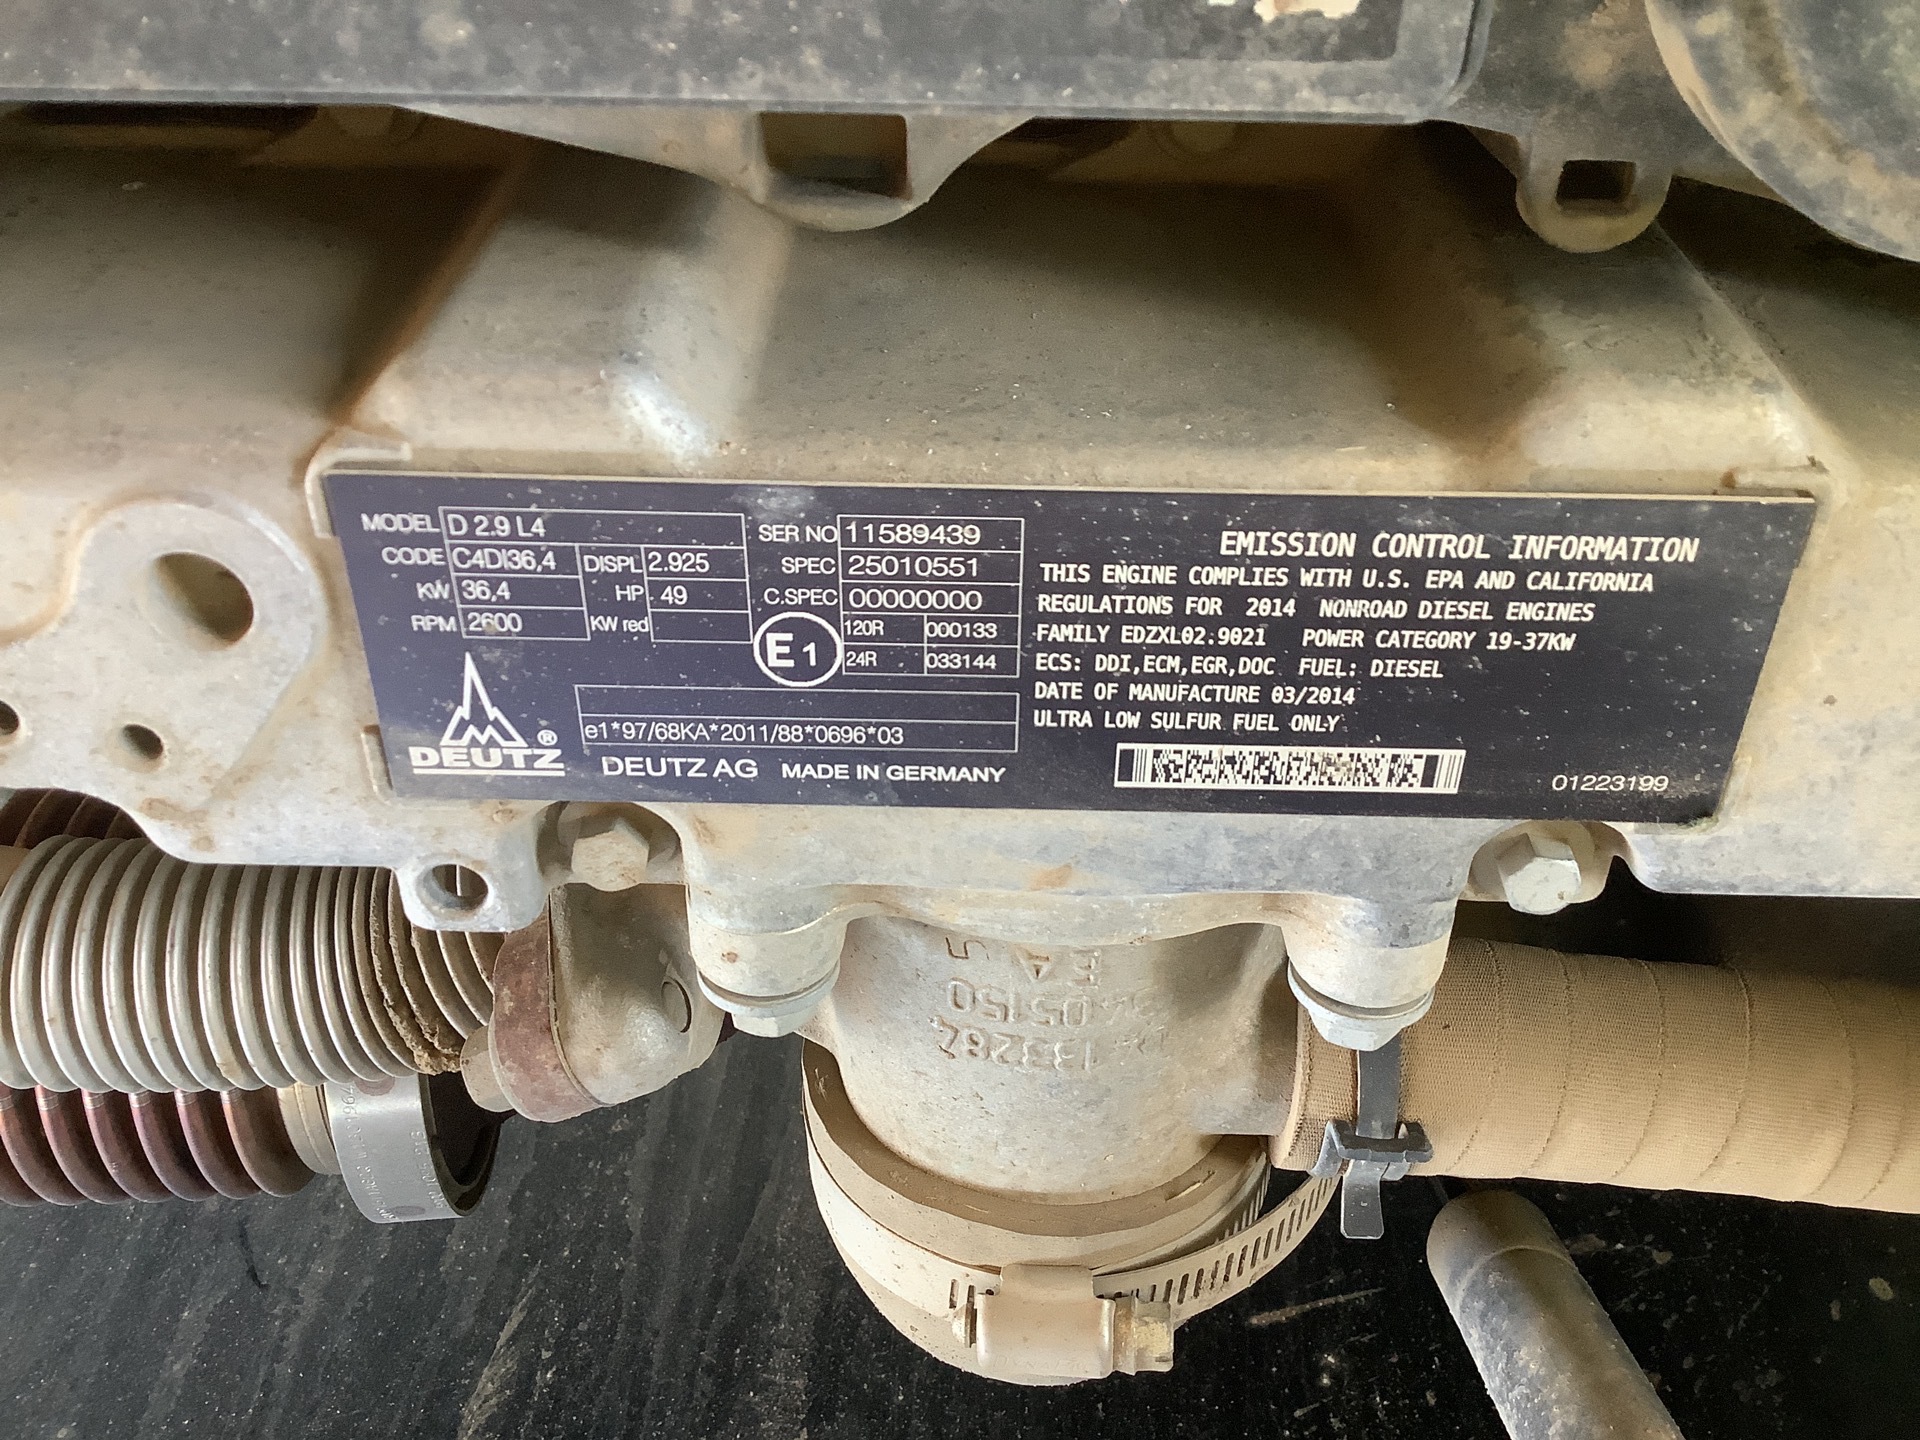 MODEL D 2.9 L4
CODE C4DI36,4 DISPL 2.925
KW 36,4 HP 49
RPM 2600 KW red
SER NO 11589439
SPEC 25010551
C.SPEC 00000000
E1 120R 000133
24R 033144
e1*97/68KA*2011/88*0696*03
DEUTZ ®
DEUTZ AG MADE IN GERMANY
EMISSION CONTROL INFORMATION
THIS ENGINE COMPLIES WITH U.S. EPA AND CALIFORNIA
REGULATIONS FOR 2014 NONROAD DIESEL ENGINES
FAMILY EDZXL02.9021 POWER CATEGORY 19-37KW
ECS: DDI,ECM,EGR,DOC FUEL: DIESEL
DATE OF MANUFACTURE 03/2014
ULTRA LOW SULFUR FUEL ONLY
01223199